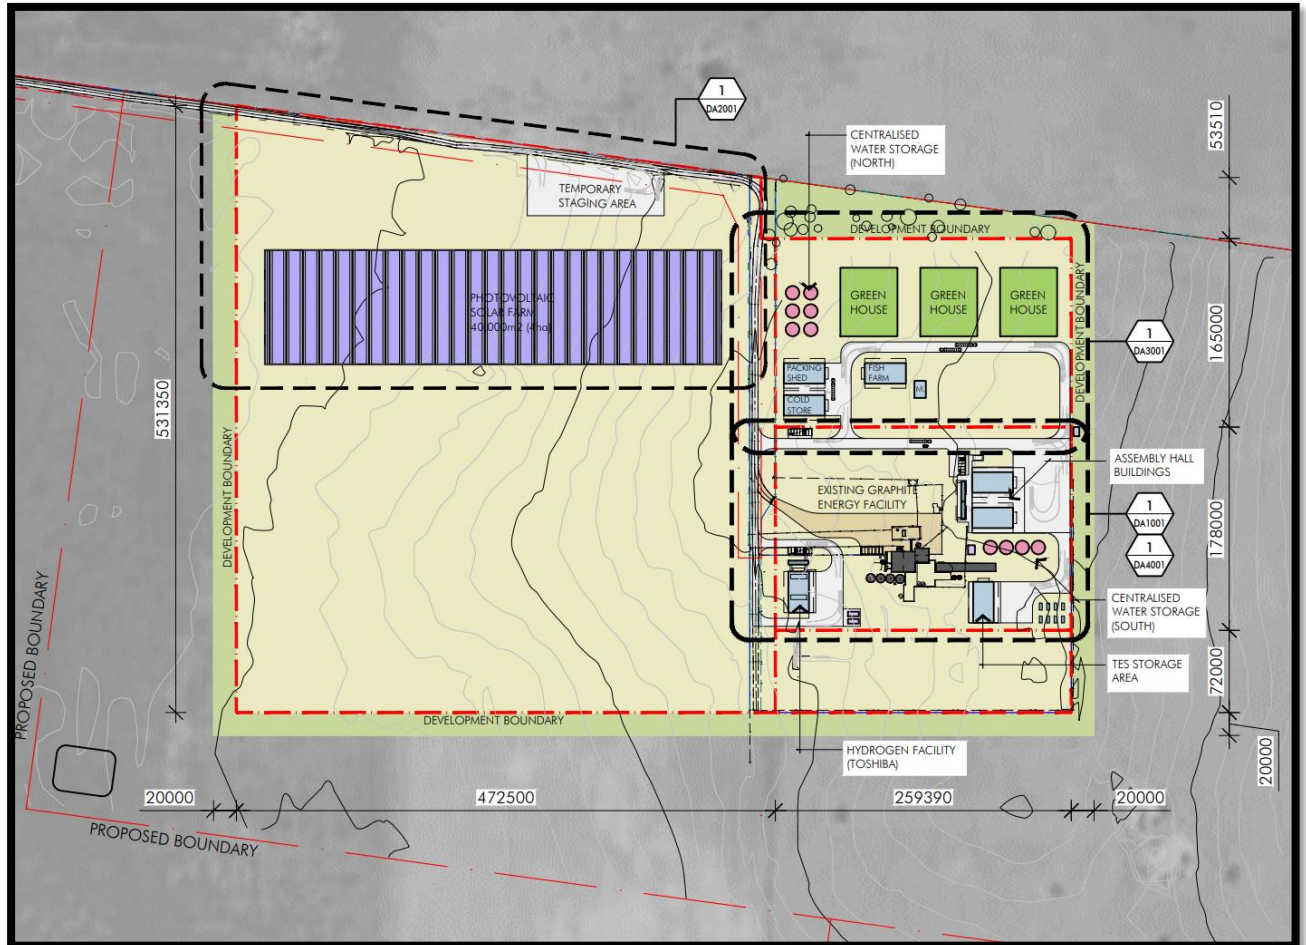 1
DA2001
CENTRALISED
WATER STORAGE
(NORTH)
53510
TEMPORARY
STAGING AREA
DEVELOPMENT BOUNDARY
PHOTOVOLTAIC
SOLAR FARM
40,000m2 (4ha)
GREEN
HOUSE
GREEN
HOUSE
GREEN
HOUSE
DEVELOPMENT BOUNDARY
165000
1
DA3001
PACKING
SHED
FISH
FARM
M
COLD
STORE
531350
DEVELOPMENT BOUNDARY
EXISTING GRAPHITE
ENERGY FACILITY
ASSEMBLY HALL
BUILDINGS
1
DA1001
1
DA4001
178000
CENTRALISED
WATER STORAGE
(SOUTH)
PROPOSED BOUNDARY
TES STORAGE
AREA
72000
DEVELOPMENT BOUNDARY
HYDROGEN FACILITY
(TOSHIBA)
20000
20000
472500
259390
20000
PROPOSED BOUNDARY